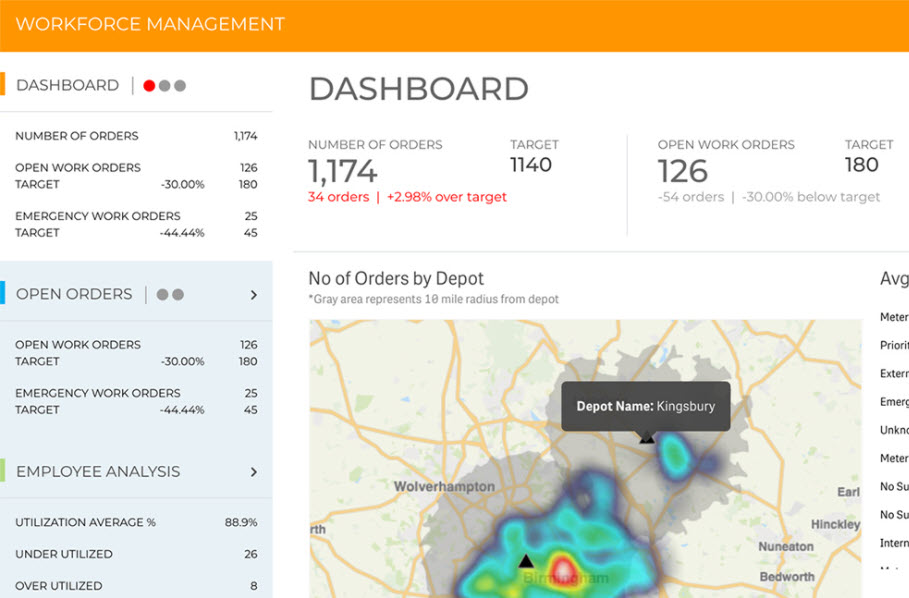 WORKFORCE MANAGEMENT
DASHBOARD
NUMBER OF ORDERS 1,174
OPEN WORK ORDERS 126
TARGET -30.00% 180
EMERGENCY WORK ORDERS 25
TARGET -44.44% 45
OPEN ORDERS
OPEN WORK ORDERS 126
TARGET -30.00% 180
EMERGENCY WORK ORDERS 25
TARGET -44.44% 45
EMPLOYEE ANALYSIS
UTILIZATION AVERAGE % 88.9%
UNDER UTILIZED 26
OVER UTILIZED 8
DASHBOARD
NUMBER OF ORDERS TARGET
1,174 1140
34 orders | +2.98% over target
OPEN WORK ORDERS TARGET
126 180
-54 orders | -30.00% below target
No of Orders by Depot
*Gray area represents 10 mile radius from depot
Depot Name: Kingsbury
Wolverhampton
Earl
rth
Hinckley
Nuneaton
Birmingham
Bedworth
Avg
Meter
Priorit
Extern
Emerg
Unkno
Meter
No Su
No Su
Intern